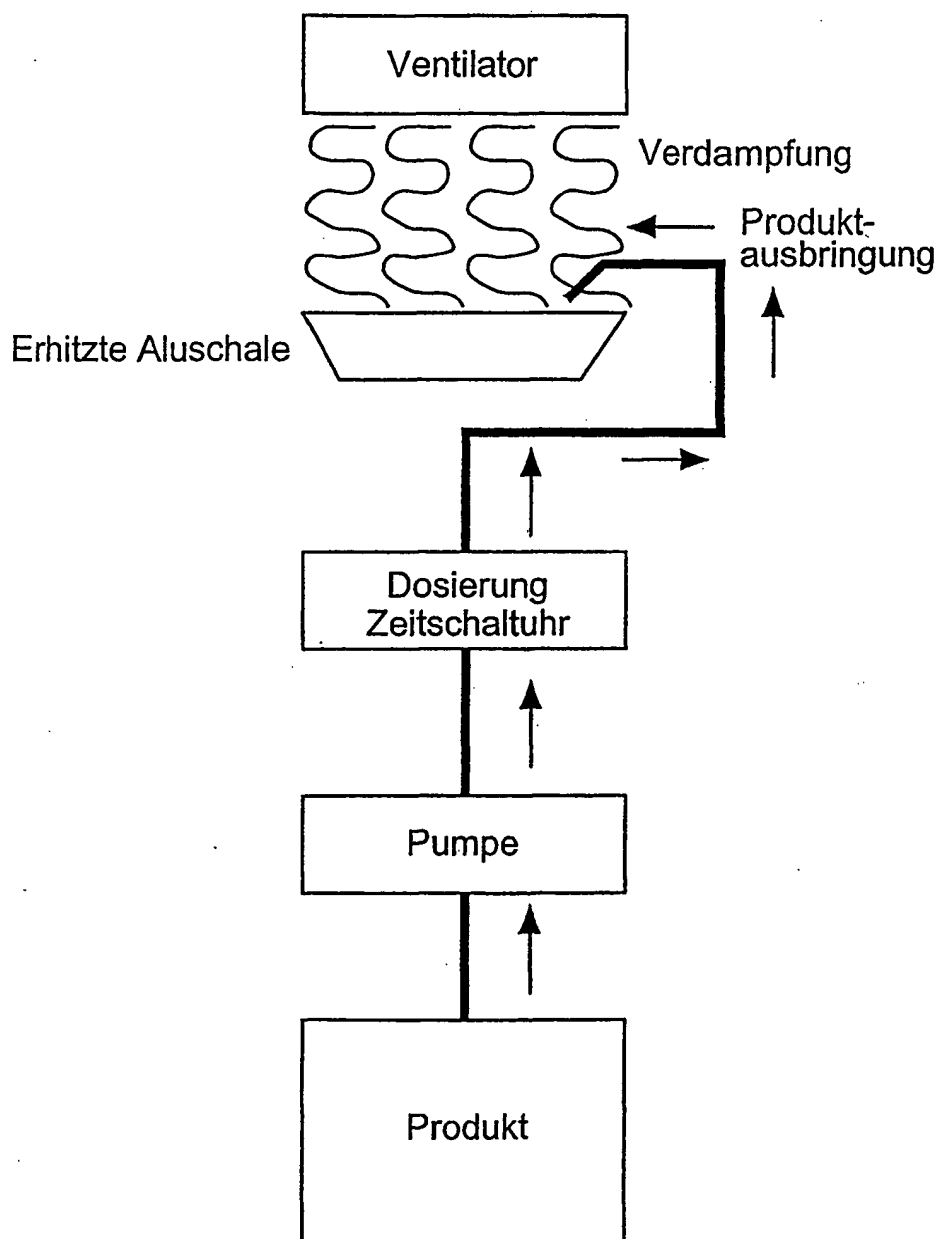 Ventilator
Verdampfung
Produkt-
ausbringung
Erhitzte Aluschale
Dosierung
Zeitschaltuhr
Pumpe
Produkt